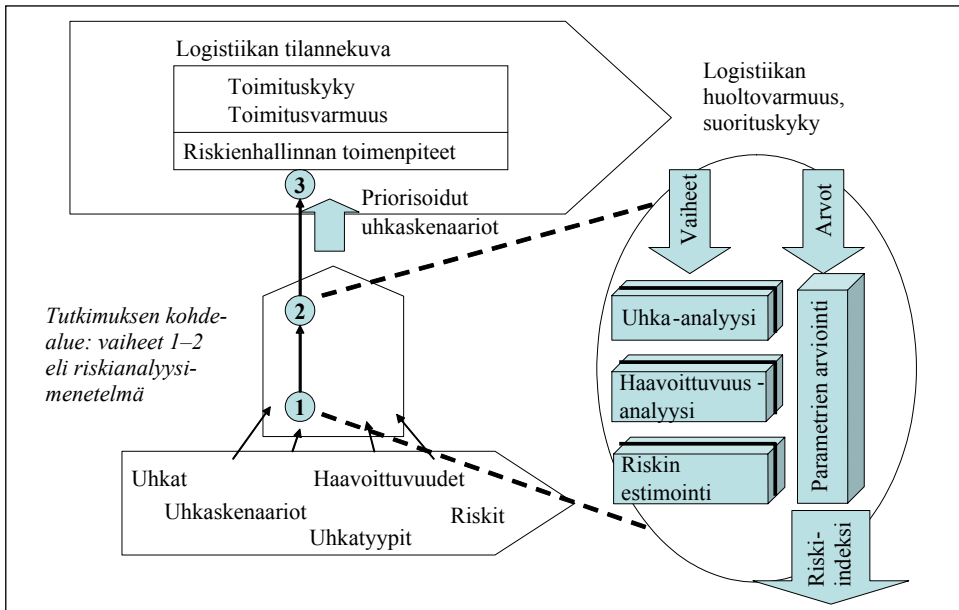 Logistiikan tilannekuva
Toimituskyky
Toimitusvarmuus
Riskienhallinnan toimenpiteet
3
Priorisoidut
uhkaskenaariot
2
Tutkimuksen kohde-
alue: vaiheet 1–2
eli riskianalyysi-
menetelmä
1
Uhkat
Haavoittuvuudet
Uhkaskenaariot
Riskit
Uhkatyypit
Logistiikan
huoltovarmuus,
suorituskyky
Vaiheet
Arvot
Uhka-analyysi
Haavoittuvuus -
analyysi
Riskin
estimointi
Parametrien arviointi
Riski-
indeksi